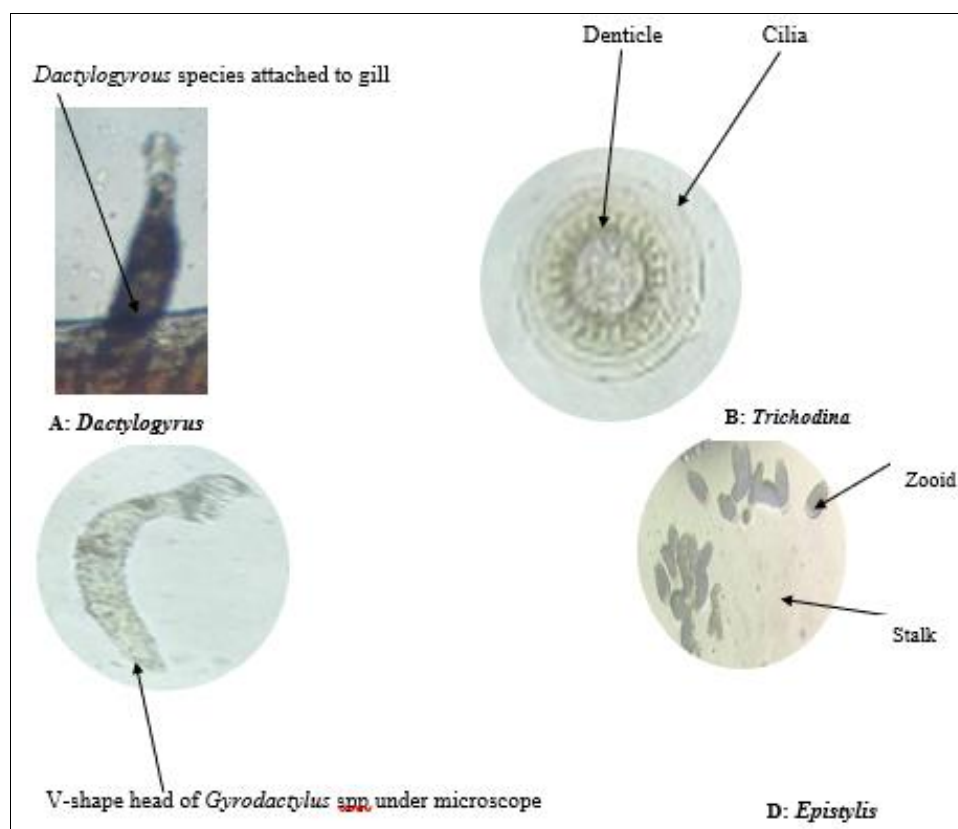 Denticle
Cilia
Dactylogyrous species attached to gill
A: Dactylogyrus
B: Trichodina
Zooid
Stalk
V-shape head of Gyrodactylus spp under microscope
D: Epistylis